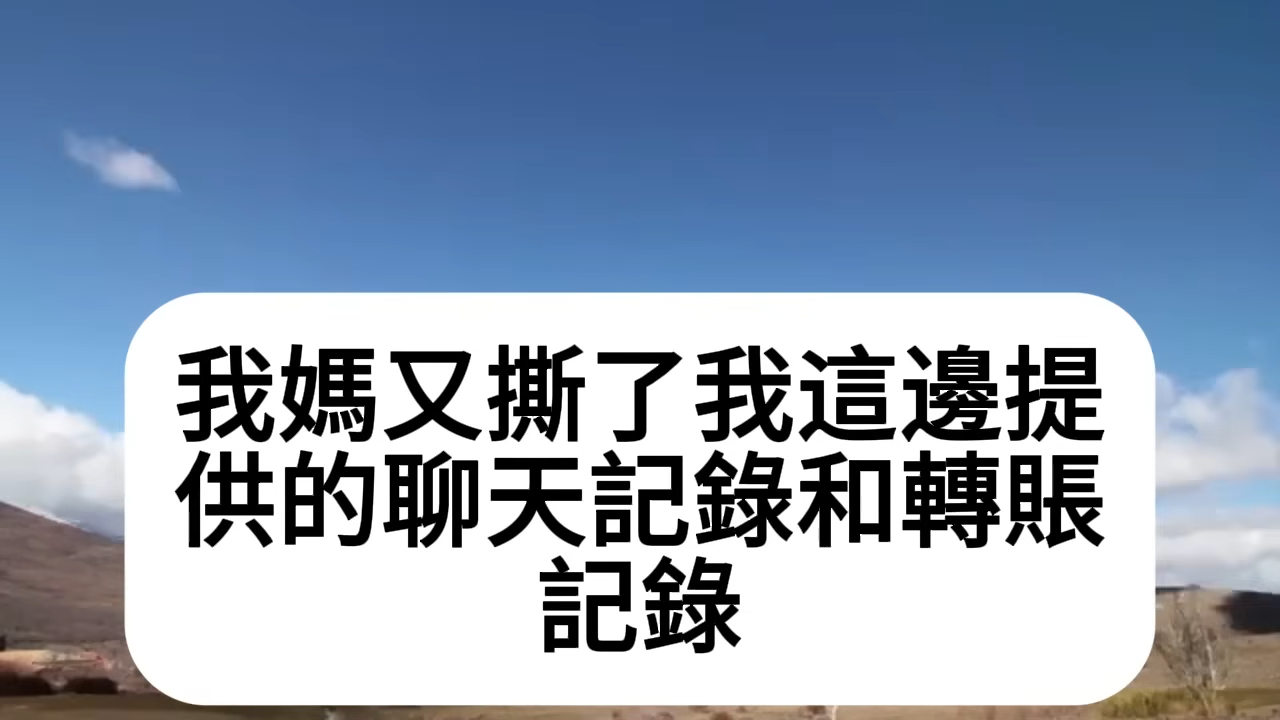 我媽又撕了我這邊提
供的聊天記錄和轉賬
記錄